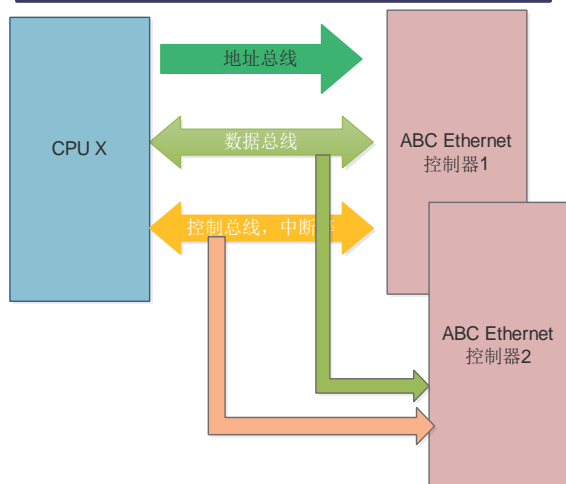 地址总线
CPU X
数据总线
ABC Ethernet
控制器1
控制总线，中断等
ABC Ethernet
控制器2